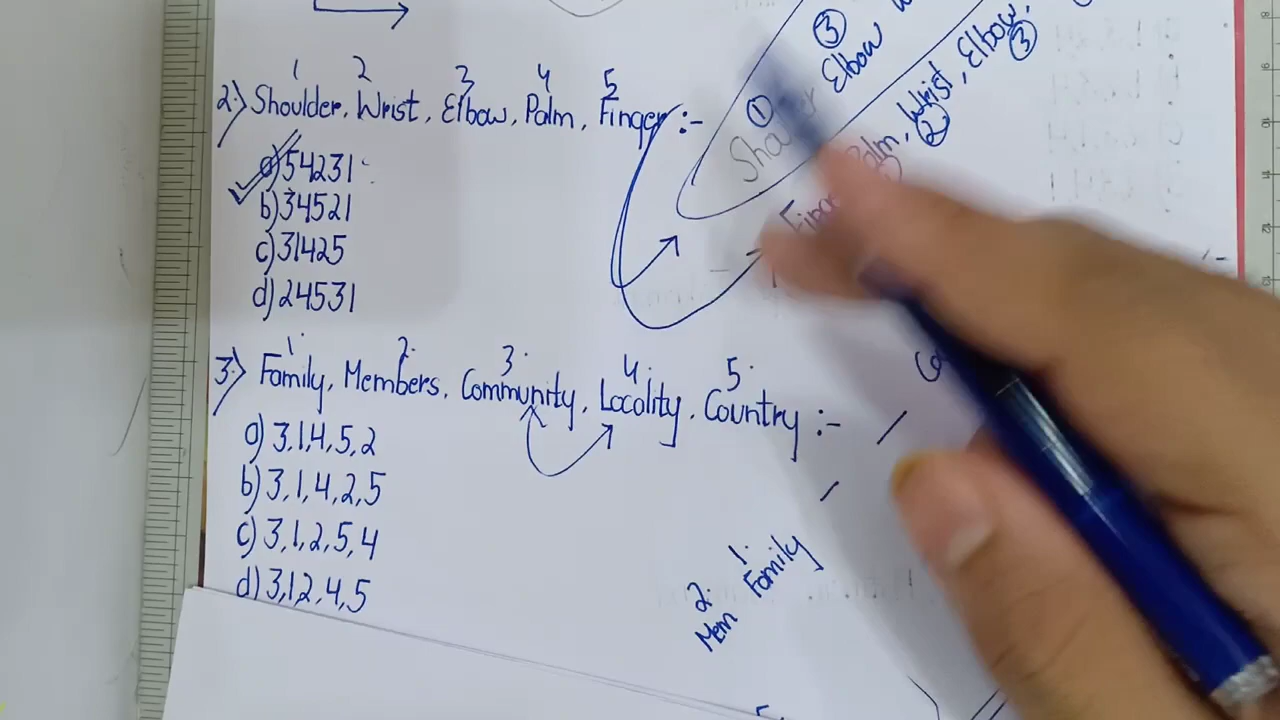 1 2 3 4 5
2.) Shoulder, Wrist, Elbow, Palm, Finger :-
a) 54231
b) 34521
c) 31425
d) 24531
③ ①
Elbow
Wrist, Elbow,
② ③
1 2 3 4 5
3.) Family, Members, Community, Locality, Country :-
a) 3,1,4,5,2
b) 3,1,4,2,5
c) 3,1,2,5,4
d) 3,1,2,4,5
2. 1.
Mem Family